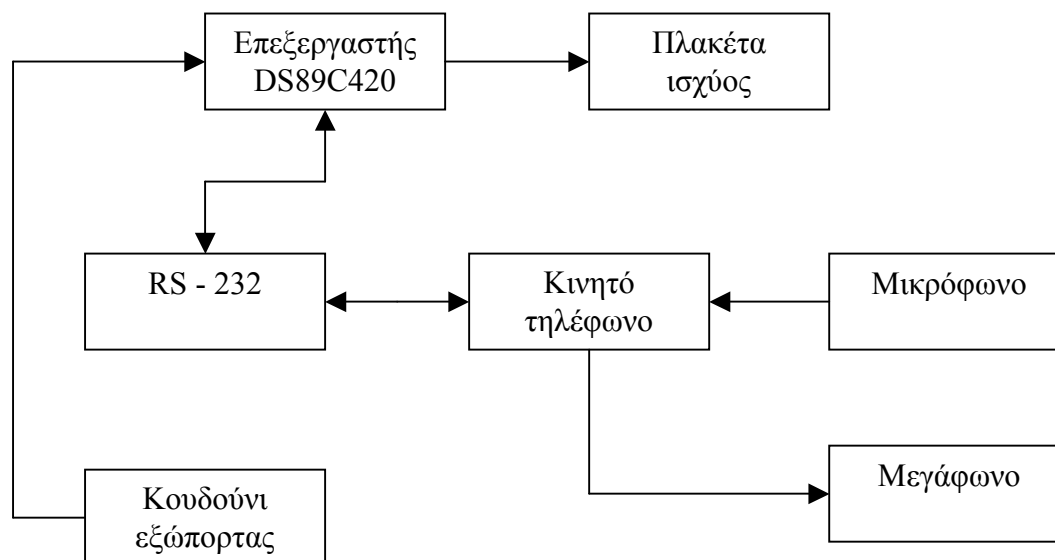 Επεξεργαστής
DS89C420
Πλακέτα
ισχύος
RS - 232
Κινητό
τηλέφωνο
Μικρόφωνο
Κουδούνι
εξώπορτας
Μεγάφωνο